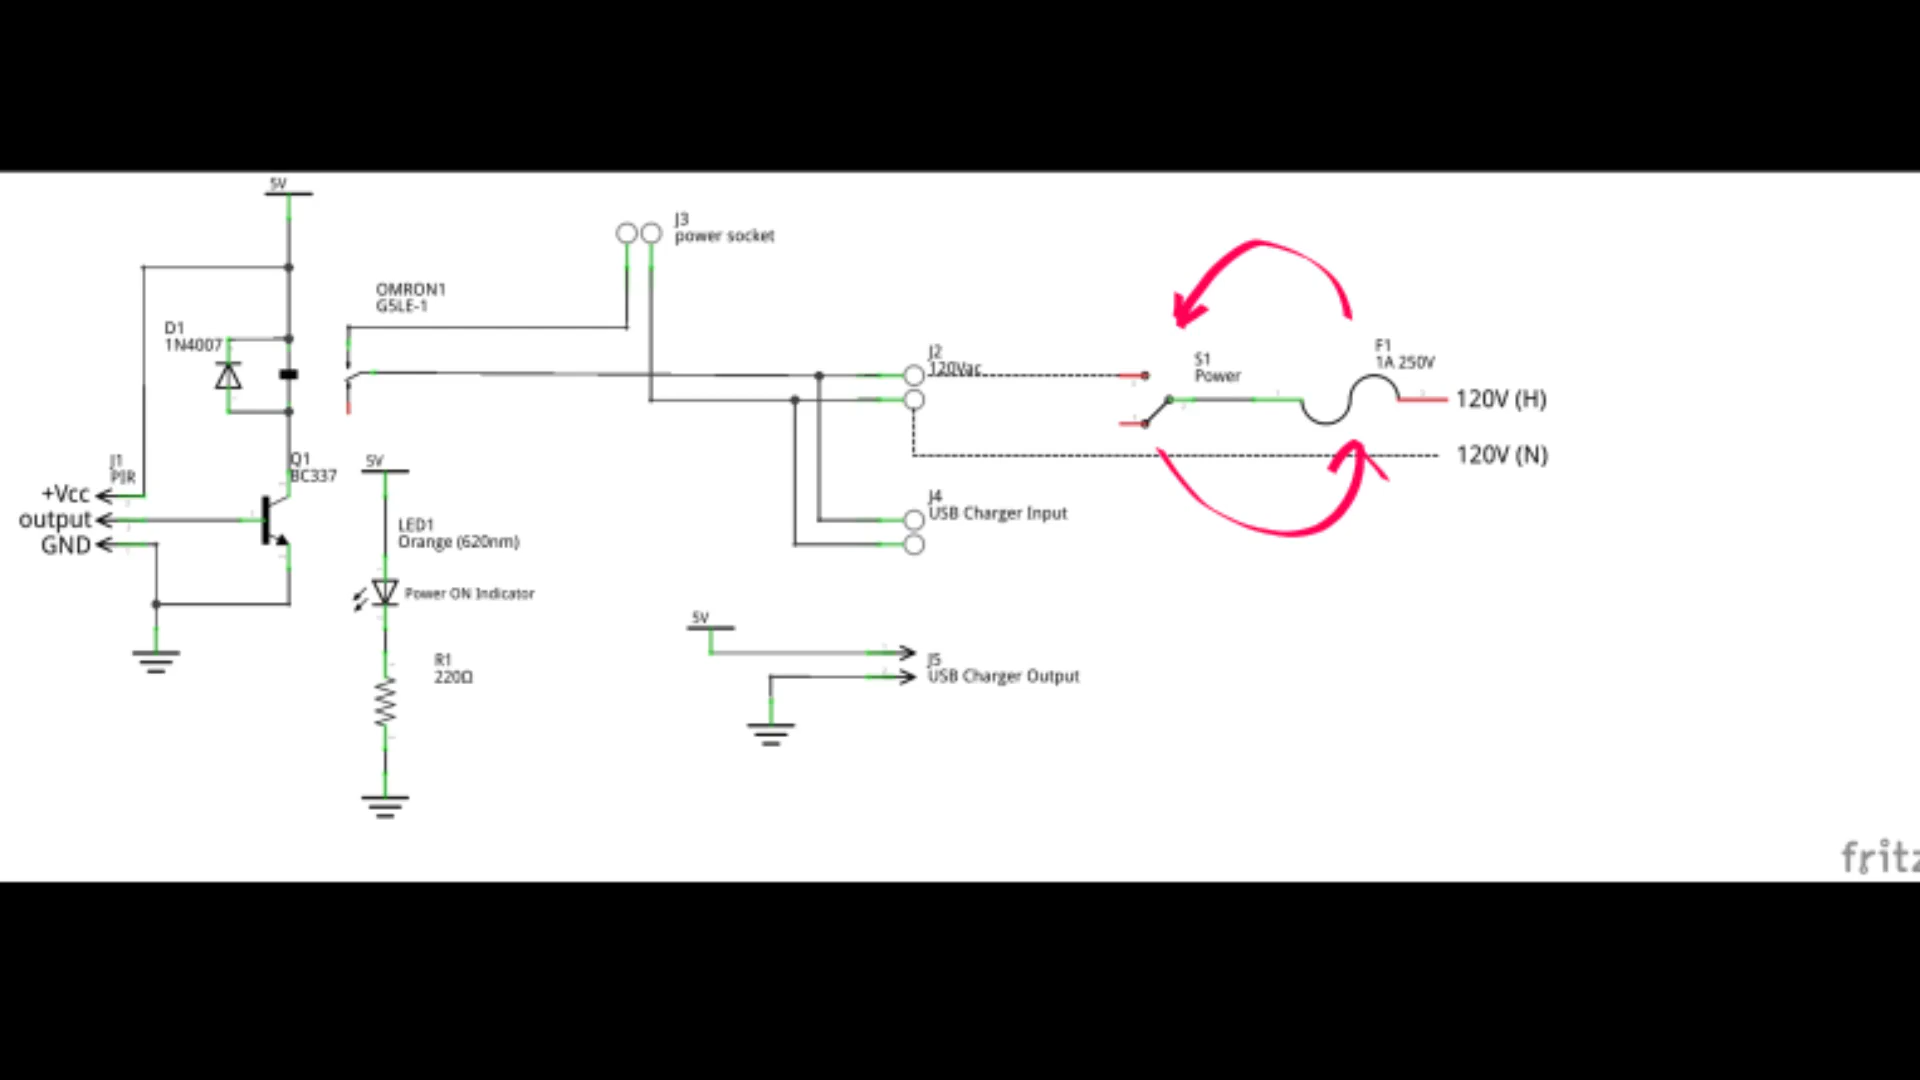 5V
J3
power socket
OMRON1
G5LE-1
D1
1N4007
J2
120Vac
S1
Power
F1
1A 250V
120V (H)
120V (N)
J1
PIR
+Vcc
output
GND
Q1
BC337
5V
LED1
Orange (620nm)
Power ON Indicator
R1
220Ω
J4
USB Charger Input
5V
J5
USB Charger Output
fritz